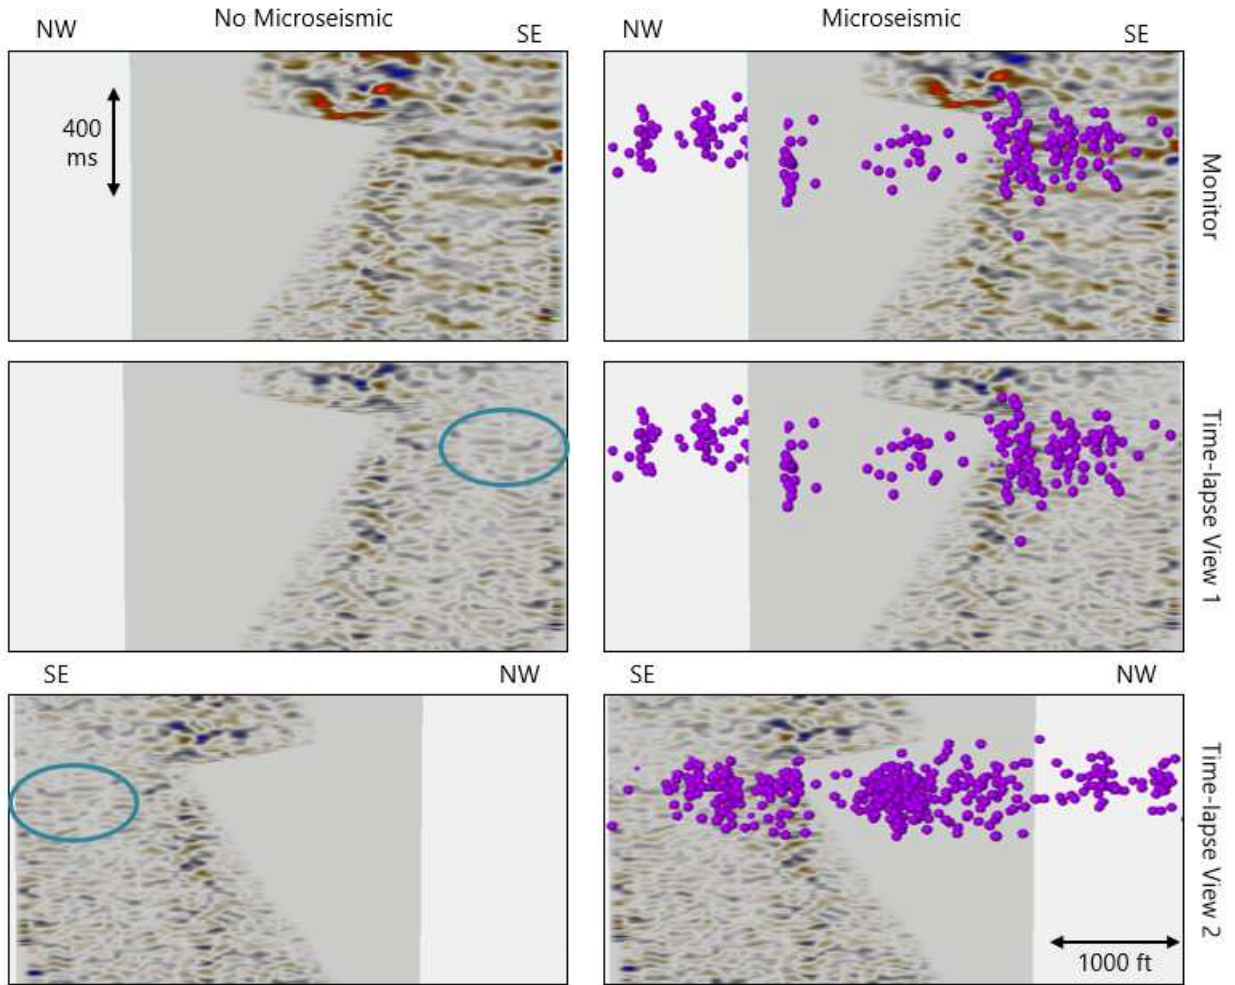 No Microseismic
Microseismic
NW
SE
NW
SE
400
ms
Monitor
Time-lapse View 1
SE
NW
SE
NW
Time-lapse View 2
1000 ft